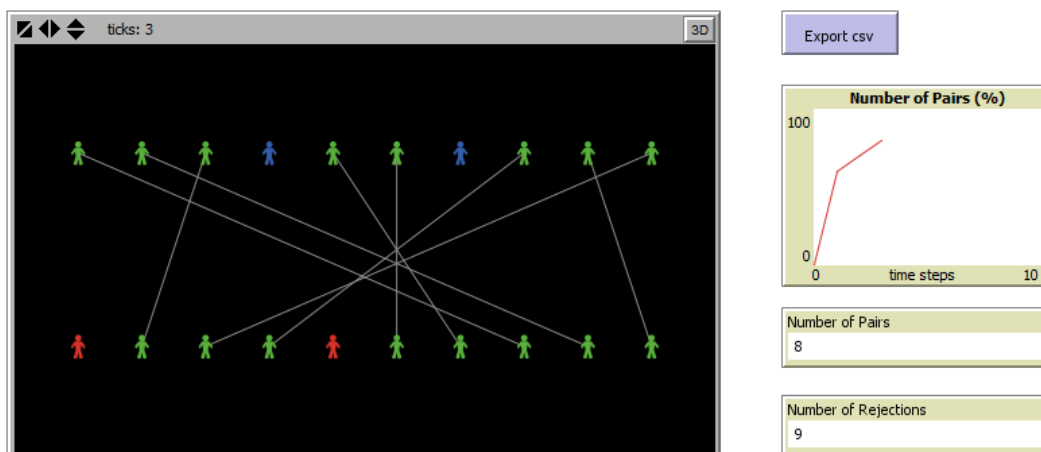 ticks: 3
3D
Export csv
Number of Pairs (%)
100
0
0 time steps 10
Number of Pairs
8
Number of Rejections
9